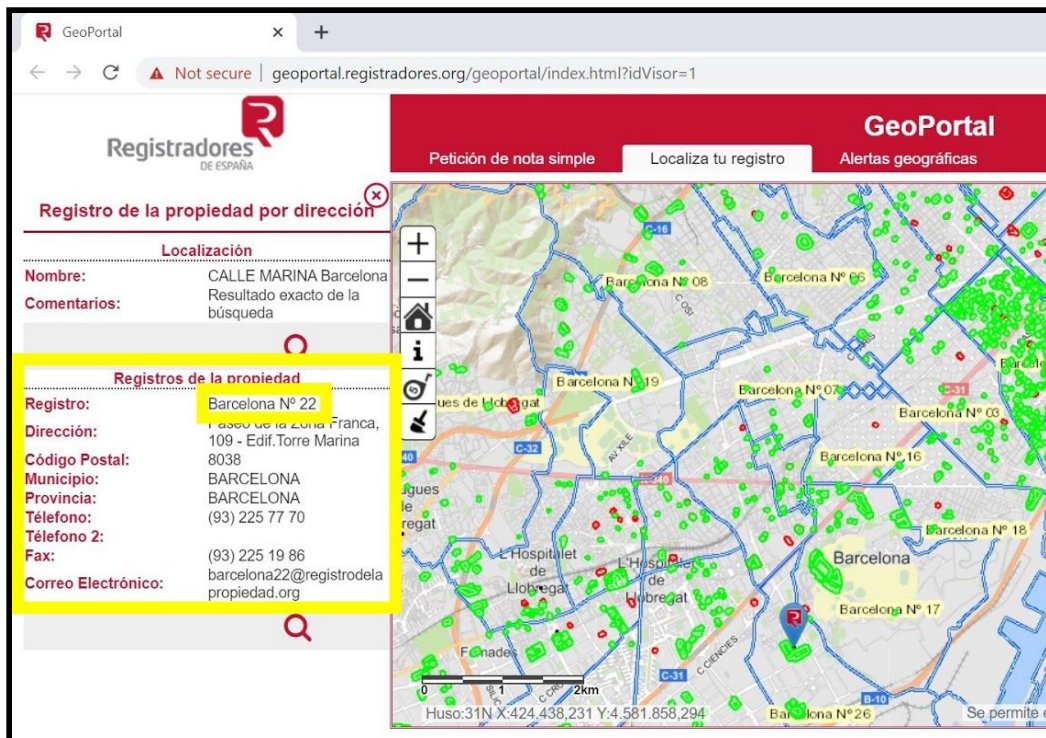 GeoPortal
Not secure | geoportal.registradores.org/geoportal/index.html?idVisor=1
Registradores
DE ESPAÑA
GeoPortal
Petición de nota simple
Localiza tu registro
Alertas geográficas
Registro de la propiedad por dirección
Localización
Nombre: CALLE MARINA Barcelona
Comentarios: Resultado exacto de la
búsqueda
Registros de la propiedad
Registro: Barcelona Nº 22
Dirección: Paseo de la Zona Franca,
109 - Edif.Torre Marina
Código Postal: 8038
Municipio: BARCELONA
Provincia: BARCELONA
Télefono: (93) 225 77 70
Télefono 2:
Fax: (93) 225 19 86
Correo Electrónico: barcelona22@registrodela
propiedad.org
C-16
Barcelona Nº 08
Barcelona Nº 06
C OSI
C PARIS
Barcelona Nº 19
Barcelona Nº 07
C-31
Barcelona Nº 03
ues de Llobregat
C-32
AV XILE
Barcelona Nº 16
Barcelona Nº 18
L'Hospitalet
de
Llobregat
L'Hospitalet
de
Llobregat
Barcelona
Barcelona Nº 17
C CIENCIES
C-31
B-10
0 1 2km
Huso:31N X:424.438,231 Y:4.581.858,294
Barcelona Nº 26
Se permite e